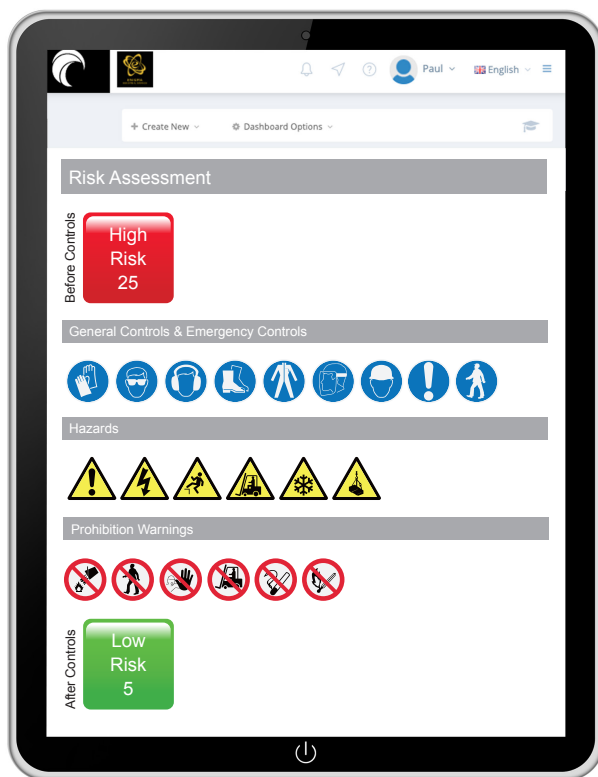 Paul
English
+ Create New
Dashboard Options
Risk Assessment
Before Controls
High
Risk
25
General Controls & Emergency Controls
Hazards
Prohibition Warnings
After Controls
Low
Risk
5